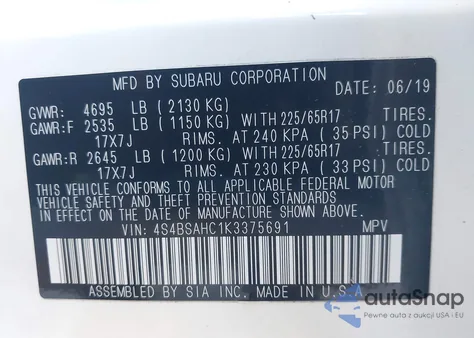 MFD BY SUBARU CORPORATION DATE: 06/19
GVWR: 4695 LB (2130 KG)
GAWR:F 2535 LB (1150 KG) WITH 225/65R17 TIRES.
17X7J RIMS. AT 240 KPA (35 PSI) COLD
GAWR:R 2645 LB (1200 KG) WITH 225/65R17 TIRES.
17X7J RIMS. AT 230 KPA (33 PSI) COLD
THIS VEHICLE CONFORMS TO ALL APPLICABLE FEDERAL MOTOR
VEHICLE SAFETY AND THEFT PREVENTION STANDARDS
IN EFFECT ON THE DATE OF MANUFACTURE SHOWN ABOVE.
VIN: 4S4BSAHC1K3375691 MPV
ASSEMBLED BY SIA INC. MADE IN U.S.A
autoSnap
Pewne auta z aukcji USA i EU